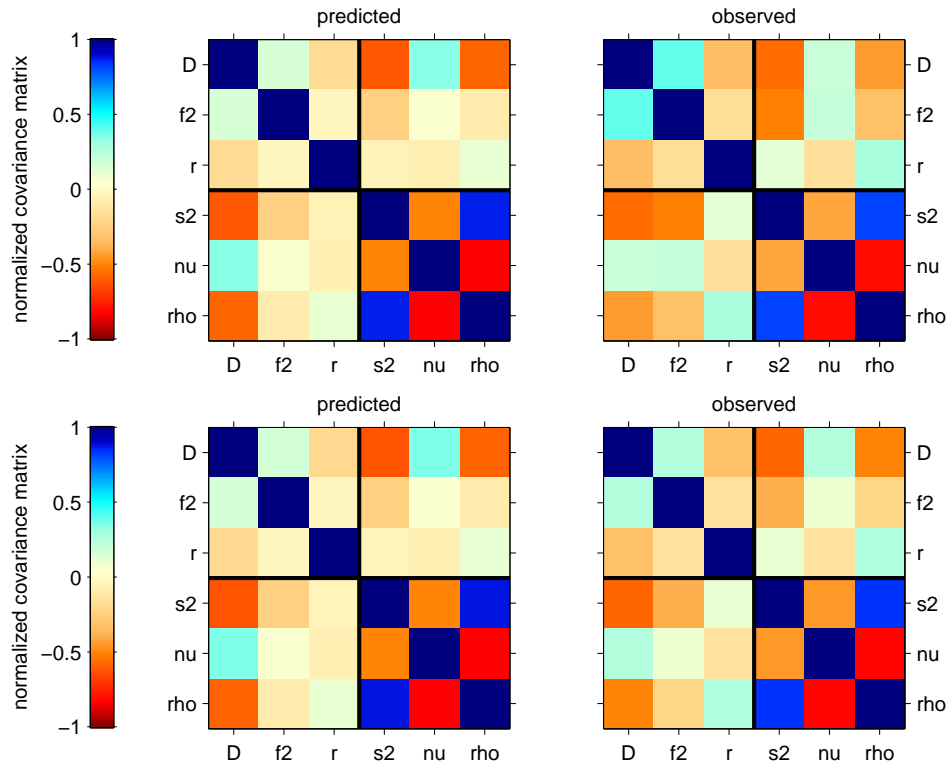 predicted
observed
normalized covariance matrix
1
0.5
0
−0.5
−1
D
f2
r
s2
nu
rho
D
f2
r
s2
nu
rho
D f2 r s2 nu rho
D f2 r s2 nu rho
predicted
observed
normalized covariance matrix
1
0.5
0
−0.5
−1
D
f2
r
s2
nu
rho
D
f2
r
s2
nu
rho
D f2 r s2 nu rho
D f2 r s2 nu rho